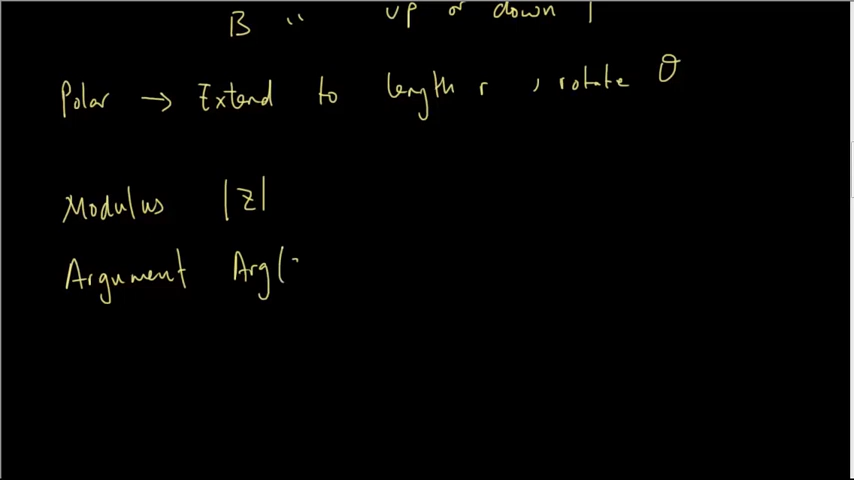 B " up or down
Polar → Extend to length r , rotate θ
Modulus |z|
Argument Arg(